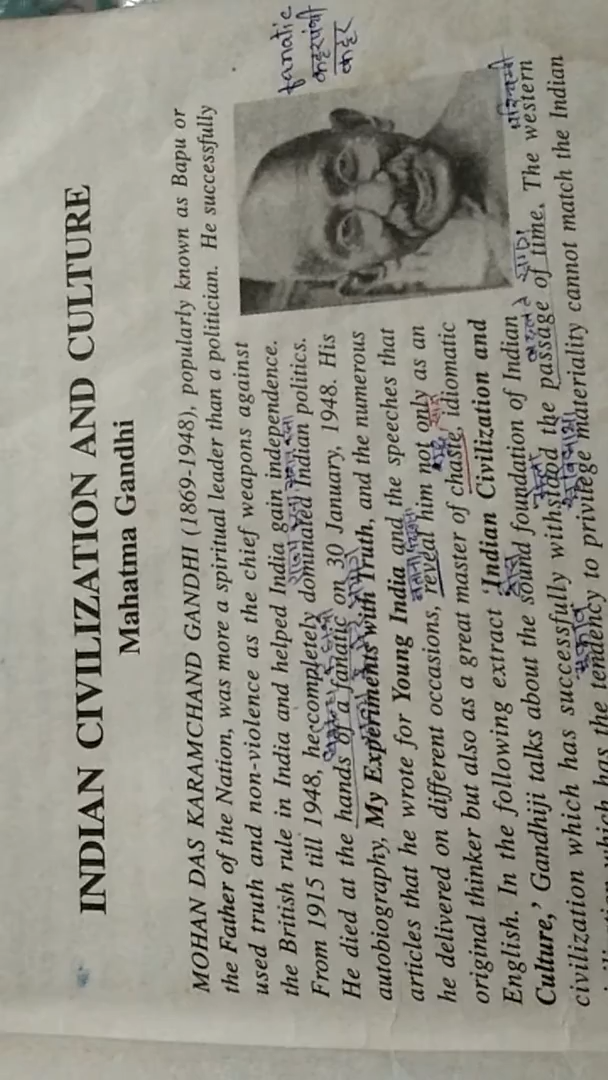 fanatic
कट्टरपंथी
कट्टर
INDIAN CIVILIZATION AND CULTURE
Mahatma Gandhi
MOHAN DAS KARAMCHAND GANDHI (1869-1948), popularly known as Bapu or
the Father of the Nation, was more a spiritual leader than a politician. He successfully
used truth and non-violence as the chief weapons against
the British rule in India and helped India gain independence.
From 1915 till 1948, he completely dominated Indian politics.
He died at the hands of a fanatic on 30 January, 1948. His
autobiography, My Experiments with Truth, and the numerous
articles that he wrote for Young India and the speeches that
he delivered on different occasions, reveal him not only as an
original thinker but also as a great master of chaste, idiomatic
English. In the following extract 'Indian Civilization and
Culture,' Gandhiji talks about the sound foundation of Indian
civilization which has successfully withstood the passage of time. The western
which has the tendency to privilege materiality cannot match the Indian